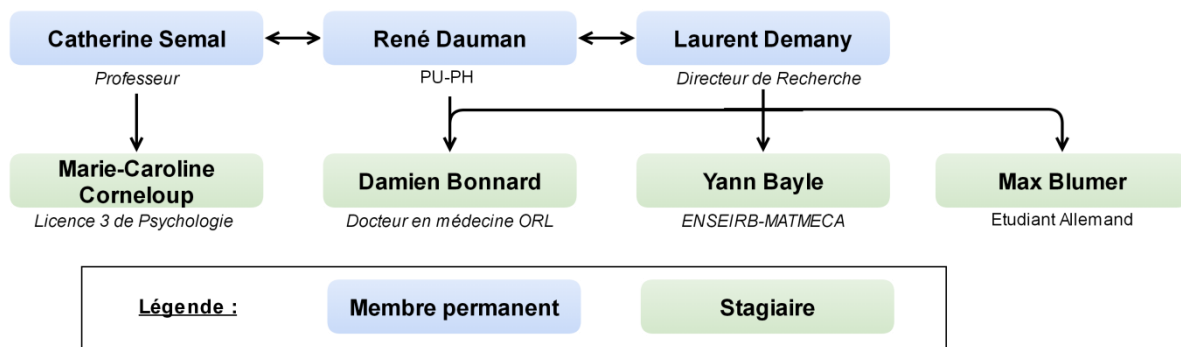 Catherine Semal
René Dauman
Laurent Demany
Professeur
PU-PH
Directeur de Recherche
Marie-Caroline
Corneloup
Damien Bonnard
Yann Bayle
Max Blumer
Licence 3 de Psychologie
Docteur en médecine ORL
ENSEIRB-MATMECA
Etudiant Allemand
Légende :
Membre permanent
Stagiaire